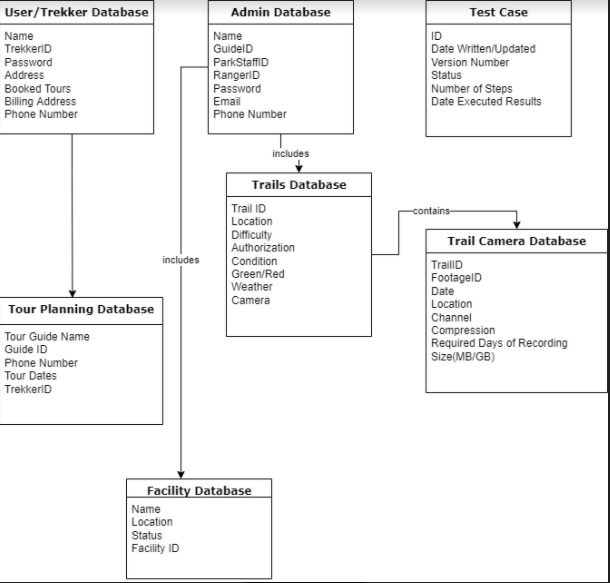 User/Trekker Database
Name
TrekkerID
Password
Address
Booked Tours
Billing Address
Phone Number
Admin Database
Name
GuideID
ParkStaffID
RangerID
Password
Email
Phone Number
Test Case
ID
Date Written/Updated
Version Number
Status
Number of Steps
Date Executed Results
includes
Trails Database
Trail ID
Location
Difficulty
Authorization
Condition
Green/Red
Weather
Camera
contains
Trail Camera Database
TrailID
FootageID
Date
Location
Channel
Compression
Required Days of Recording
Size(MB/GB)
includes
Tour Planning Database
Tour Guide Name
Guide ID
Phone Number
Tour Dates
TrekkerID
Facility Database
Name
Location
Status
Facility ID